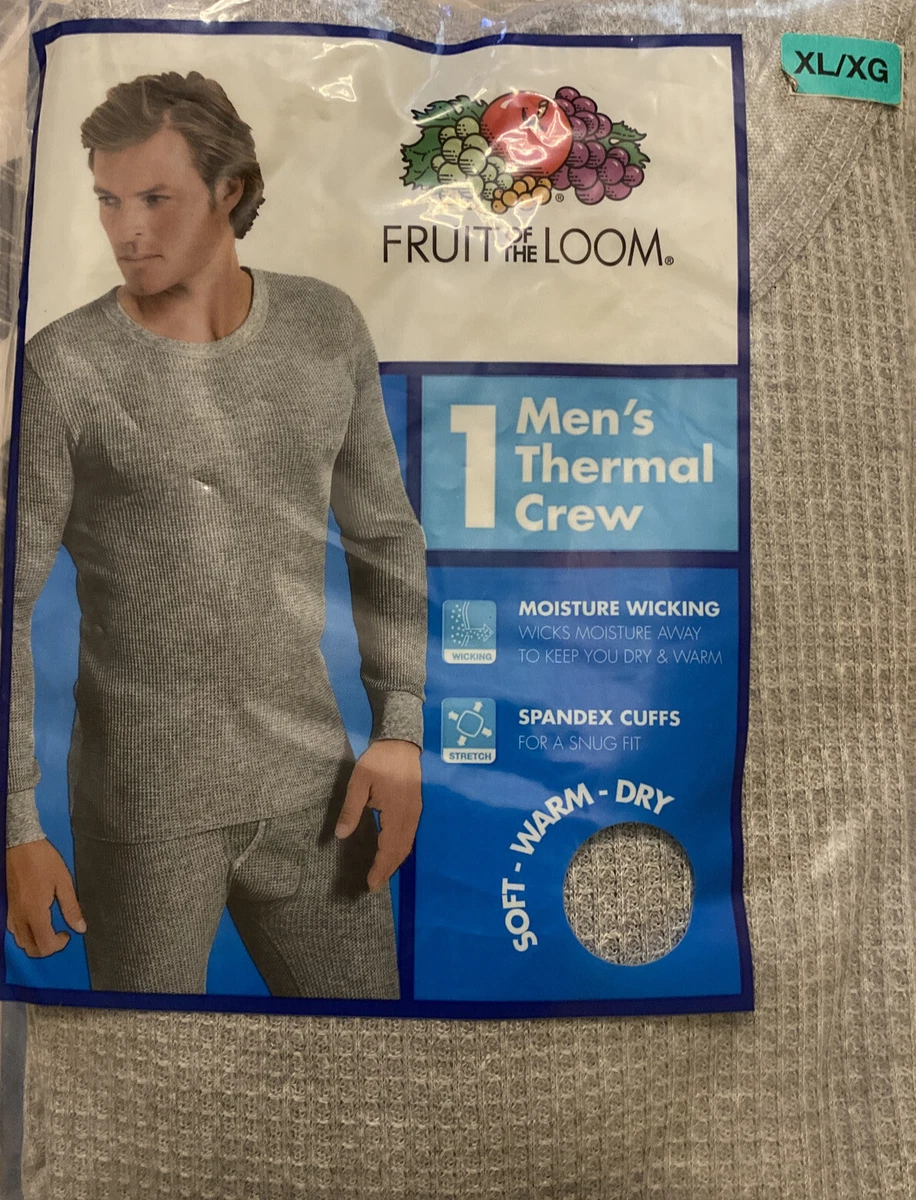 XL/XG
FRUIT OF THE LOOM®
1
Men's
Thermal
Crew
WICKING
MOISTURE WICKING
WICKS MOISTURE AWAY
TO KEEP YOU DRY & WARM
STRETCH
SPANDEX CUFFS
FOR A SNUG FIT
SOFT - WARM - DRY